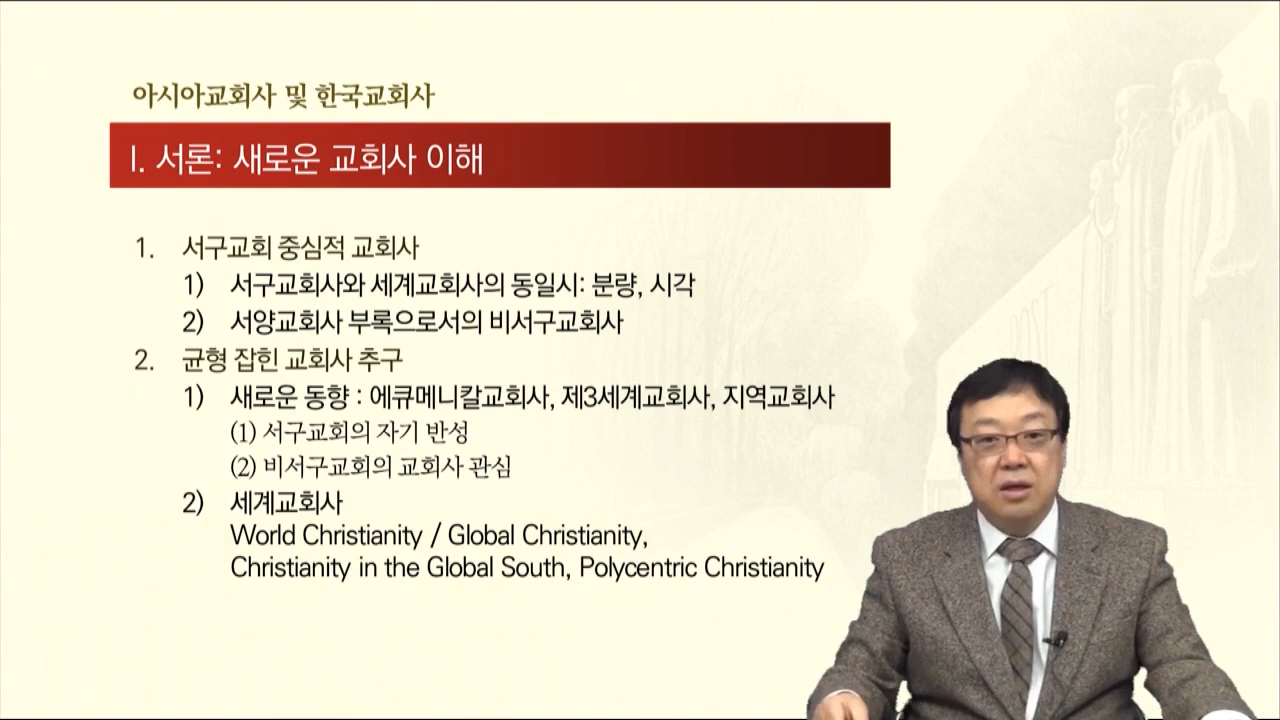 아시아교회사 및 한국교회사
I. 서론: 새로운 교회사 이해
1. 서구교회 중심적 교회사
1) 서구교회사와 세계교회사의 동일시: 분량, 시각
2) 서양교회사 부록으로서의 비서구교회사
2. 균형 잡힌 교회사 추구
1) 새로운 동향 : 에큐메니칼교회사, 제3세계교회사, 지역교회사
(1) 서구교회의 자기 반성
(2) 비서구교회의 교회사 관심
2) 세계교회사
World Christianity / Global Christianity,
Christianity in the Global South, Polycentric Christianity